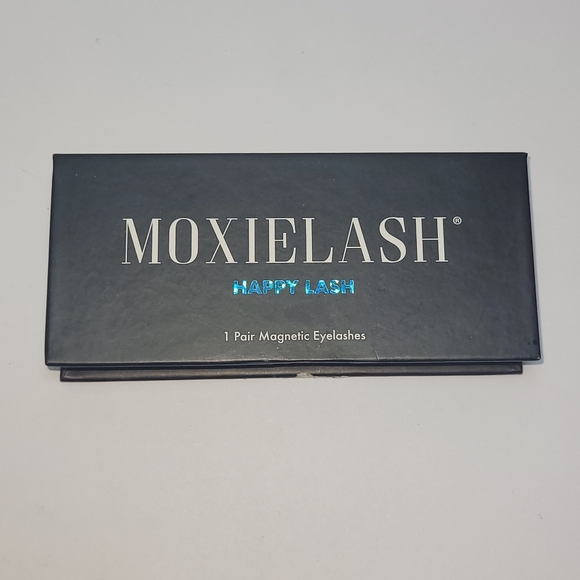 MOXIELASH®
HAPPY LASH
1 Pair Magnetic Eyelashes